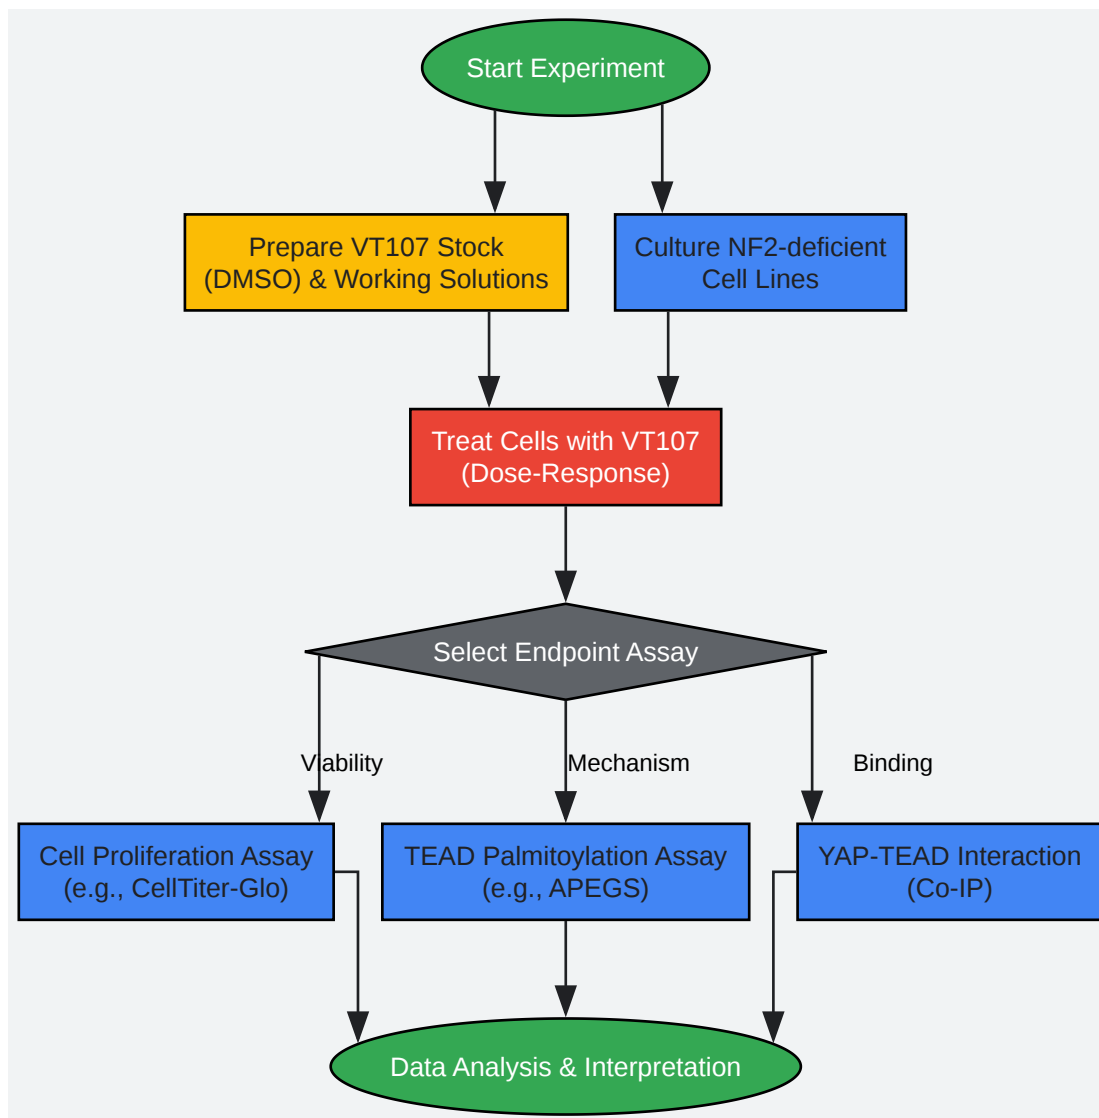 Start Experiment
Prepare VT107 Stock
(DMSO) & Working Solutions
Culture NF2-deficient
Cell Lines
Treat Cells with VT107
(Dose-Response)
Select Endpoint Assay
Viability
Mechanism
Binding
Cell Proliferation Assay
(e.g., CellTiter-Glo)
TEAD Palmitoylation Assay
(e.g., APEGS)
YAP-TEAD Interaction
(Co-IP)
Data Analysis & Interpretation